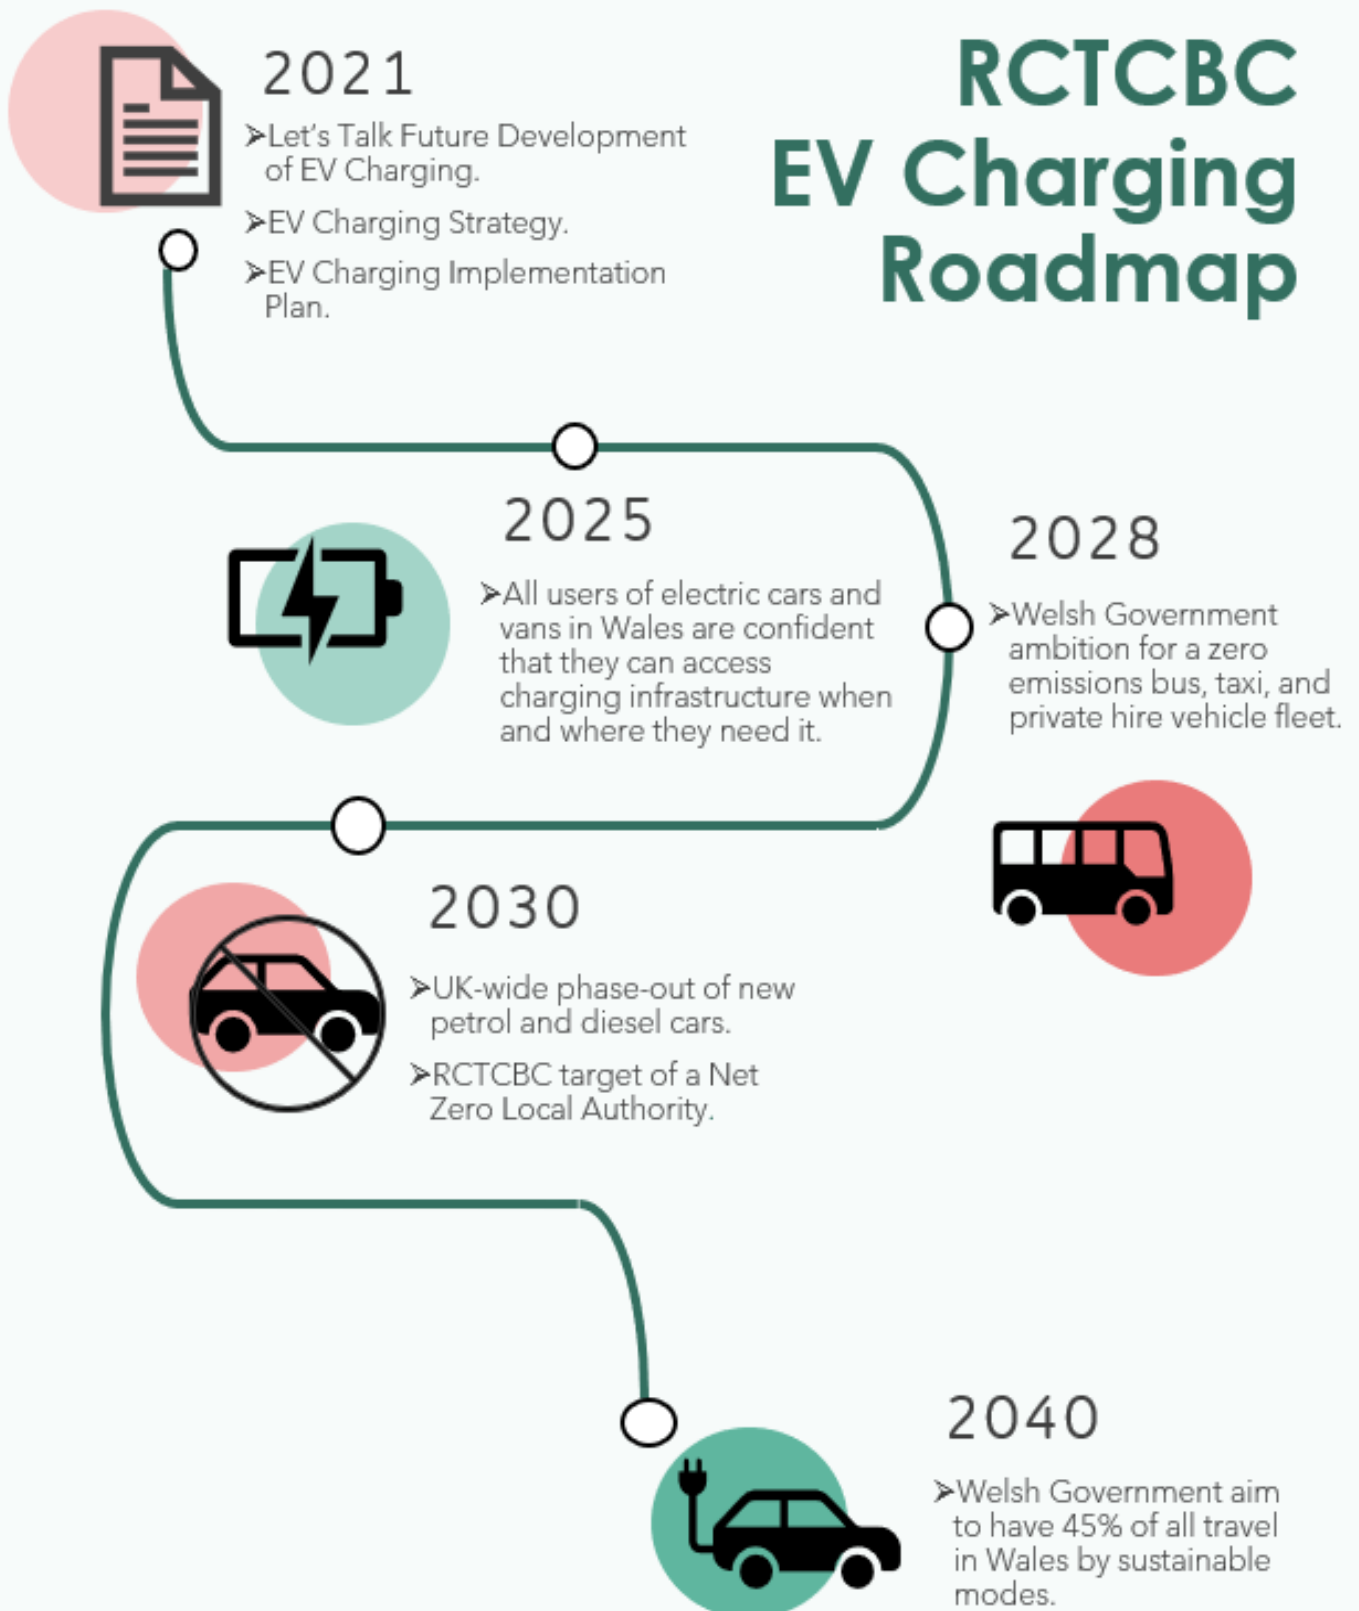 RCTCBC
EV Charging
Roadmap
2021
➢Let's Talk Future Development
of EV Charging.
➢EV Charging Strategy.
➢EV Charging Implementation
Plan.
2025
➢All users of electric cars and
vans in Wales are confident
that they can access
charging infrastructure when
and where they need it.
2028
➢Welsh Government
ambition for a zero
emissions bus, taxi, and
private hire vehicle fleet.
2030
➢UK-wide phase-out of new
petrol and diesel cars.
➢RCTCBC target of a Net
Zero Local Authority.
2040
➢Welsh Government aim
to have 45% of all travel
in Wales by sustainable
modes.